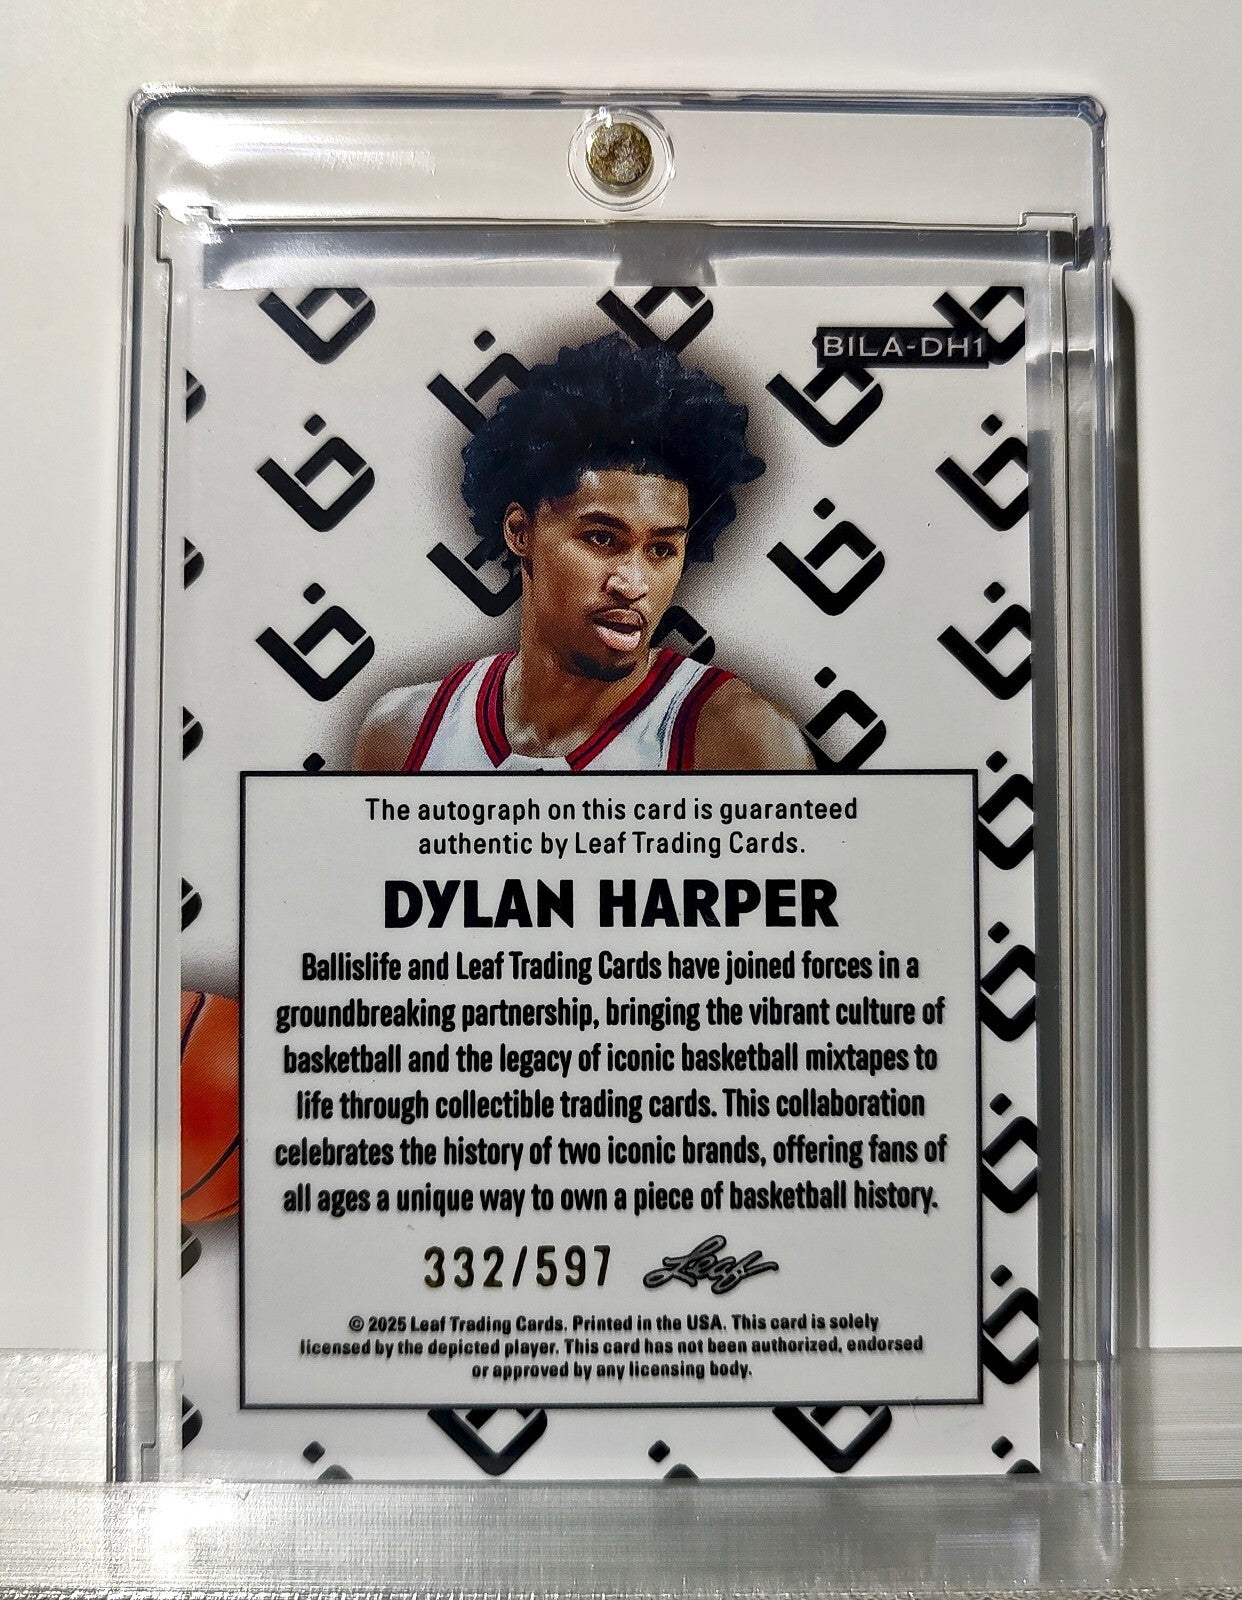 BILA-DH1
The autograph on this card is guaranteed
authentic by Leaf Trading Cards.
DYLAN HARPER
Ballislife and Leaf Trading Cards have joined forces in a
groundbreaking partnership, bringing the vibrant culture of
basketball and the legacy of iconic basketball mixtapes to
life through collectible trading cards. This collaboration
celebrates the history of two iconic brands, offering fans of
all ages a unique way to own a piece of basketball history.
332/597 Leaf
© 2025 Leaf Trading Cards. Printed in the USA. This card is solely
licensed by the depicted player. This card has not been authorized, endorsed
or approved by any licensing body.